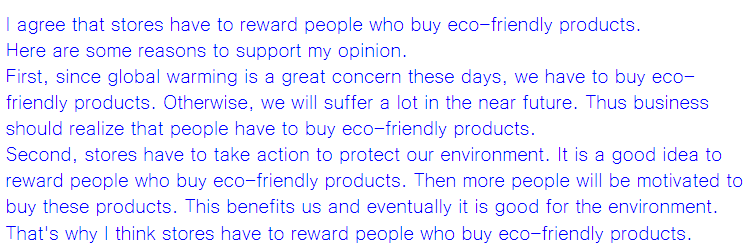 I agree that stores have to reward people who buy eco-friendly products.
Here are some reasons to support my opinion.
First, since global warming is a great concern these days, we have to buy eco-
friendly products. Otherwise, we will suffer a lot in the near future. Thus business
should realize that people have to buy eco-friendly products.
Second, stores have to take action to protect our environment. It is a good idea to
reward people who buy eco-friendly products. Then more people will be motivated to
buy these products. This benefits us and eventually it is good for the environment.
That's why I think stores have to reward people who buy eco-friendly products.